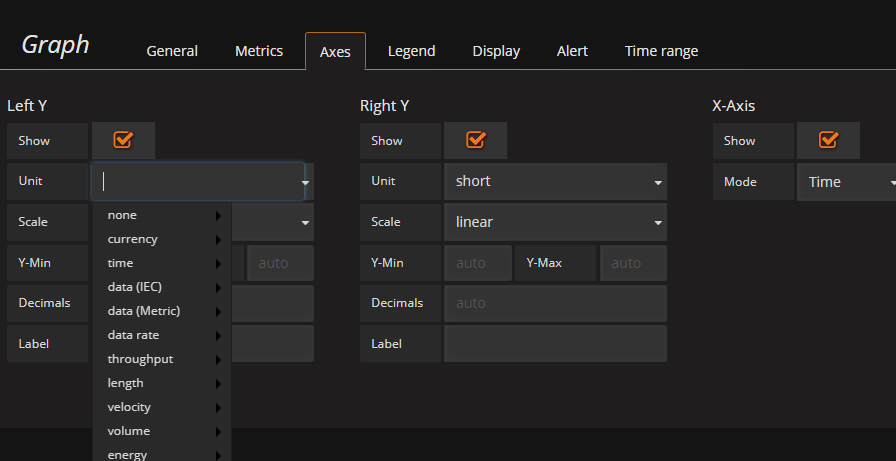 Graph General Metrics Axes Legend Display Alert Time range
Left Y Right Y X-Axis
Show Show Show
Unit Unit short Mode Time
none
Scale Scale linear
currency
Y-Min auto Y-Min auto Y-Max auto
time
data (IEC)
Decimals Decimals auto
data (Metric)
data rate
Label Label
throughput
length
velocity
volume
energy